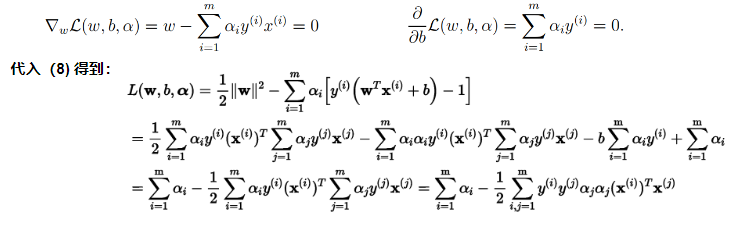 ∇_w ℒ(w, b, α) = w − ∑_{i=1}^{m} α_i y^{(i)} x^{(i)} = 0    ∂/∂b ℒ(w, b, α) = ∑_{i=1}^{m} α_i y^{(i)} = 0.
代入 (8) 得到：
L(𝐰, b, 𝛂) = 1/2 ‖𝐰‖² − ∑_{i=1}^{m} α_i [ y^{(i)} ( 𝐰^T 𝐱^{(i)} + b ) − 1 ]
= 1/2 ∑_{i=1}^{m} α_i y^{(i)} (𝐱^{(i)})^T ∑_{j=1}^{m} α_j y^{(j)} 𝐱^{(j)} − ∑_{i=1}^{m} α_i α_i y^{(i)} (𝐱^{(i)})^T ∑_{j=1}^{m} α_j y^{(j)} 𝐱^{(j)} − b ∑_{i=1}^{m} α_i y^{(i)} + ∑_{i=1}^{m} α_i
= ∑_{i=1}^{m} α_i − 1/2 ∑_{i=1}^{m} α_i y^{(i)} (𝐱^{(i)})^T ∑_{j=1}^{m} α_j y^{(j)} 𝐱^{(j)} = ∑_{i=1}^{m} α_i − 1/2 ∑_{i,j=1}^{m} y^{(i)} y^{(j)} α_i α_j (𝐱^{(i)})^T 𝐱^{(j)}